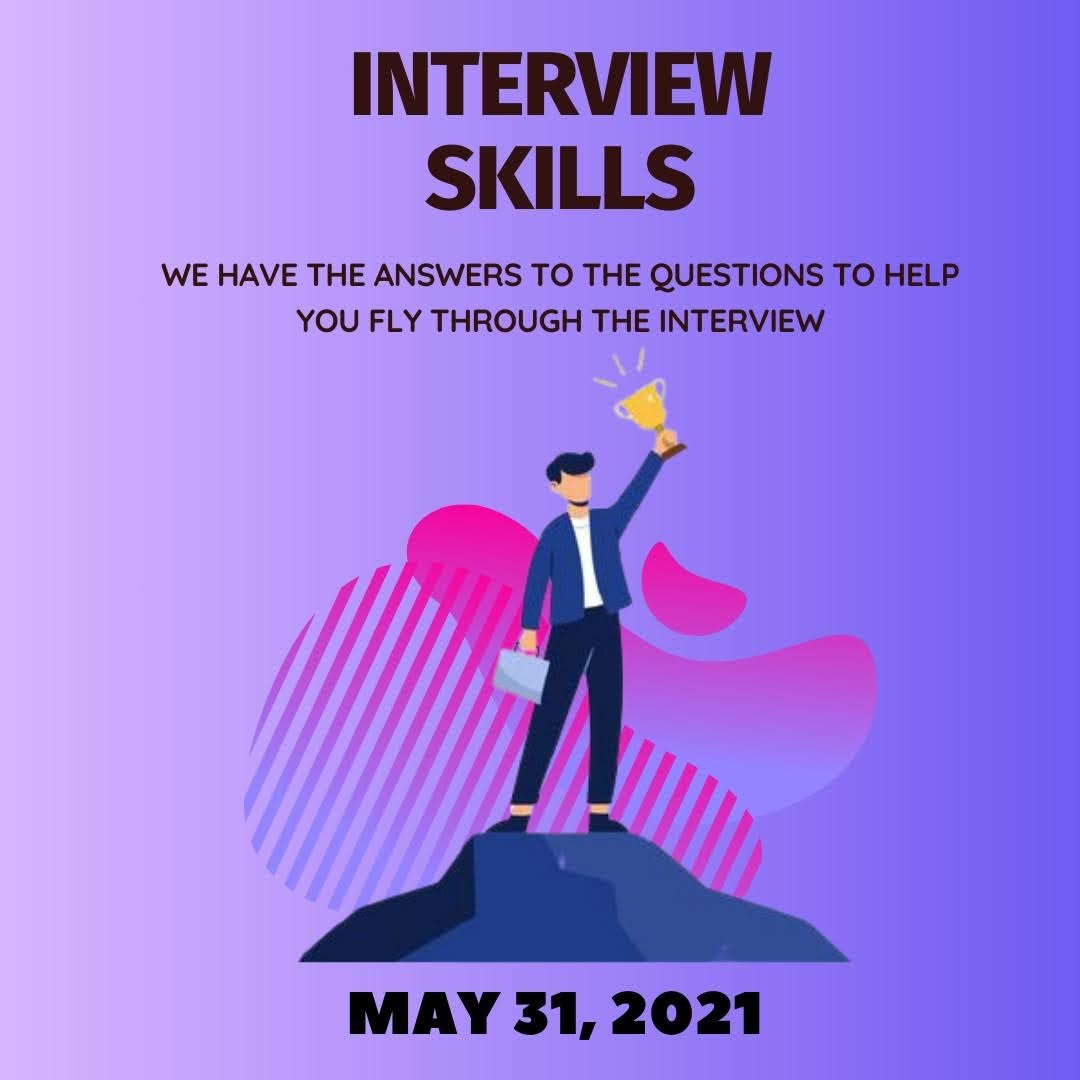 INTERVIEW
SKILLS
WE HAVE THE ANSWERS TO THE QUESTIONS TO HELP
YOU FLY THROUGH THE INTERVIEW
MAY 31, 2021